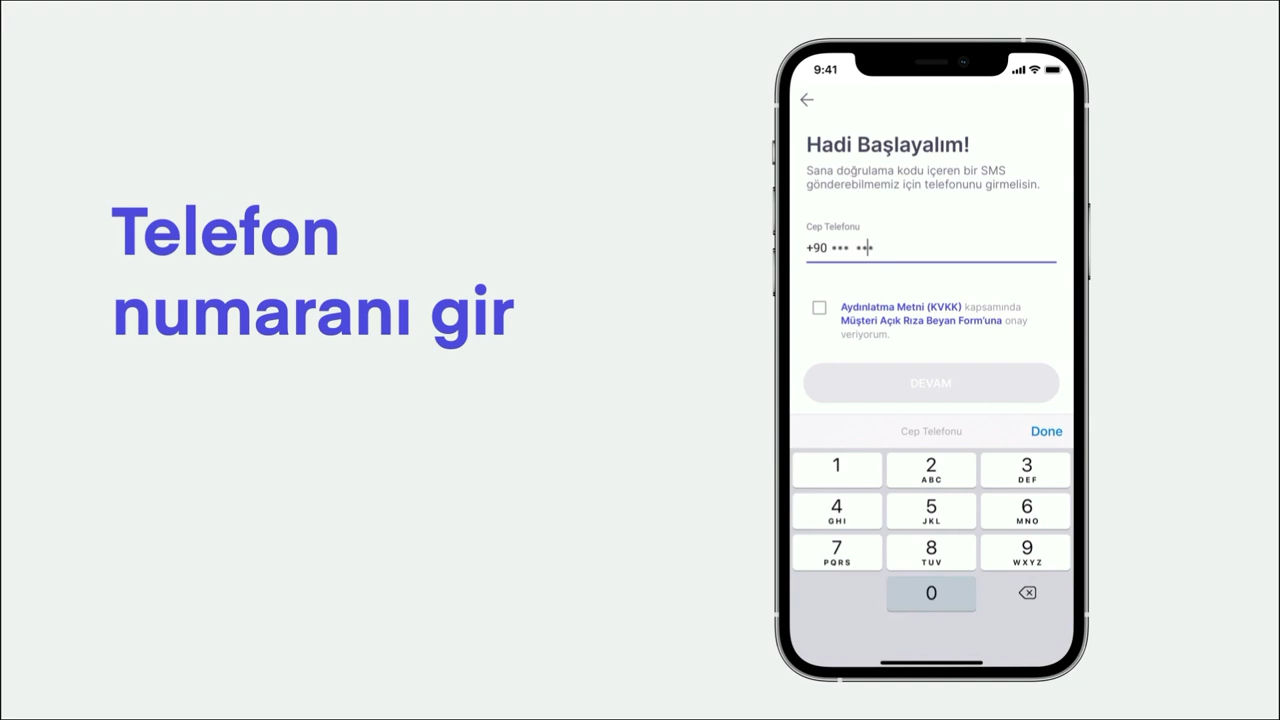 Telefon
numaranı gir
9:41
Hadi Başlayalım!
Sana doğrulama kodu içeren bir SMS
gönderebilmemiz için telefonunu girmelisin.
Cep Telefonu
+90 *** ***
Aydınlatma Metni (KVKK) kapsamında
Müşteri Açık Rıza Beyan Form'una onay
veriyorum.
DEVAM
Cep Telefonu Done
1 2 3
ABC DEF
4 5 6
GHI JKL MNO
7 8 9
PQRS TUV WXYZ
0